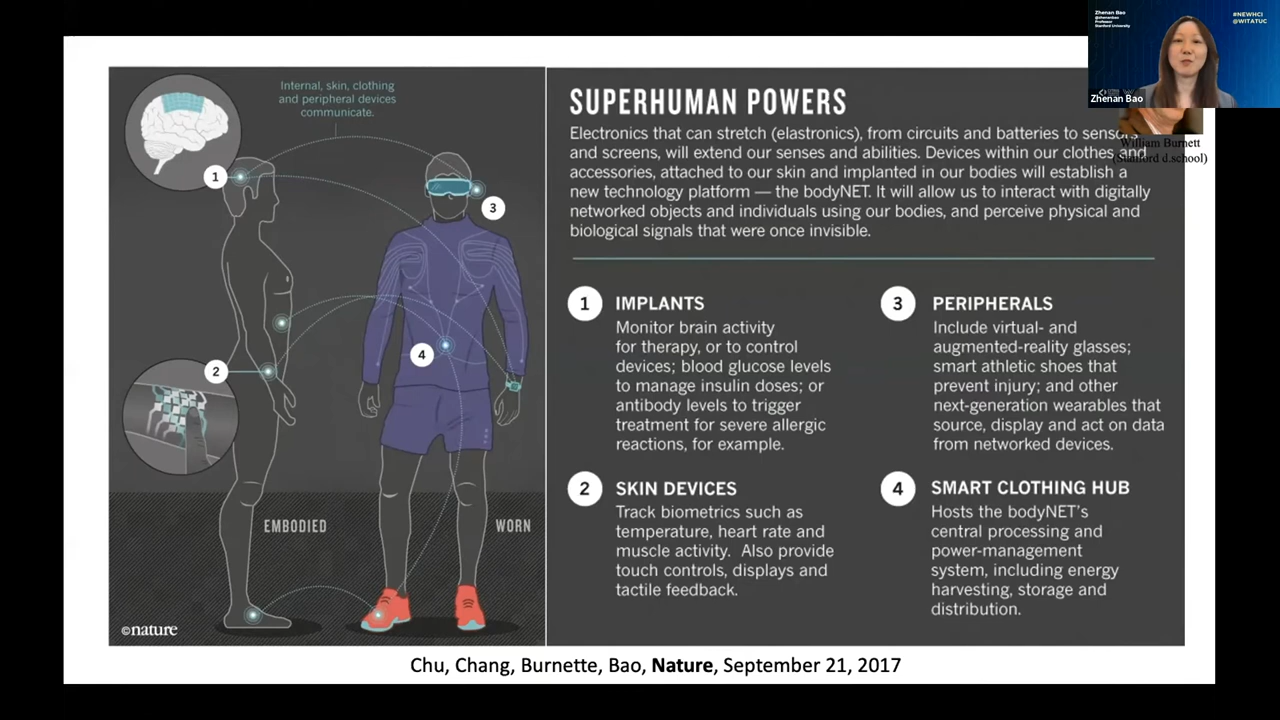 Zhenan Bao
@zhenanbao
Professor
Stanford University
#NEWHCI
@WITATUC
Zhenan Bao
William Burnett
(Stanford d.school)
Internal, skin, clothing
and peripheral devices
communicate.
1
2
3
4
EMBODIED
WORN
©nature
SUPERHUMAN POWERS
Electronics that can stretch (elastronics), from circuits and batteries to sensors
and screens, will extend our senses and abilities. Devices within our clothes and
accessories, attached to our skin and implanted in our bodies will establish a
new technology platform — the bodyNET. It will allow us to interact with digitally
networked objects and individuals using our bodies, and perceive physical and
biological signals that were once invisible.
1 IMPLANTS
Monitor brain activity
for therapy, or to control
devices; blood glucose levels
to manage insulin doses; or
antibody levels to trigger
treatment for severe allergic
reactions, for example.
2 SKIN DEVICES
Track biometrics such as
temperature, heart rate and
muscle activity. Also provide
touch controls, displays and
tactile feedback.
3 PERIPHERALS
Include virtual- and
augmented-reality glasses;
smart athletic shoes that
prevent injury; and other
next-generation wearables that
source, display and act on data
from networked devices.
4 SMART CLOTHING HUB
Hosts the bodyNET's
central processing and
power-management
system, including energy
harvesting, storage and
distribution.
Chu, Chang, Burnette, Bao, Nature, September 21, 2017